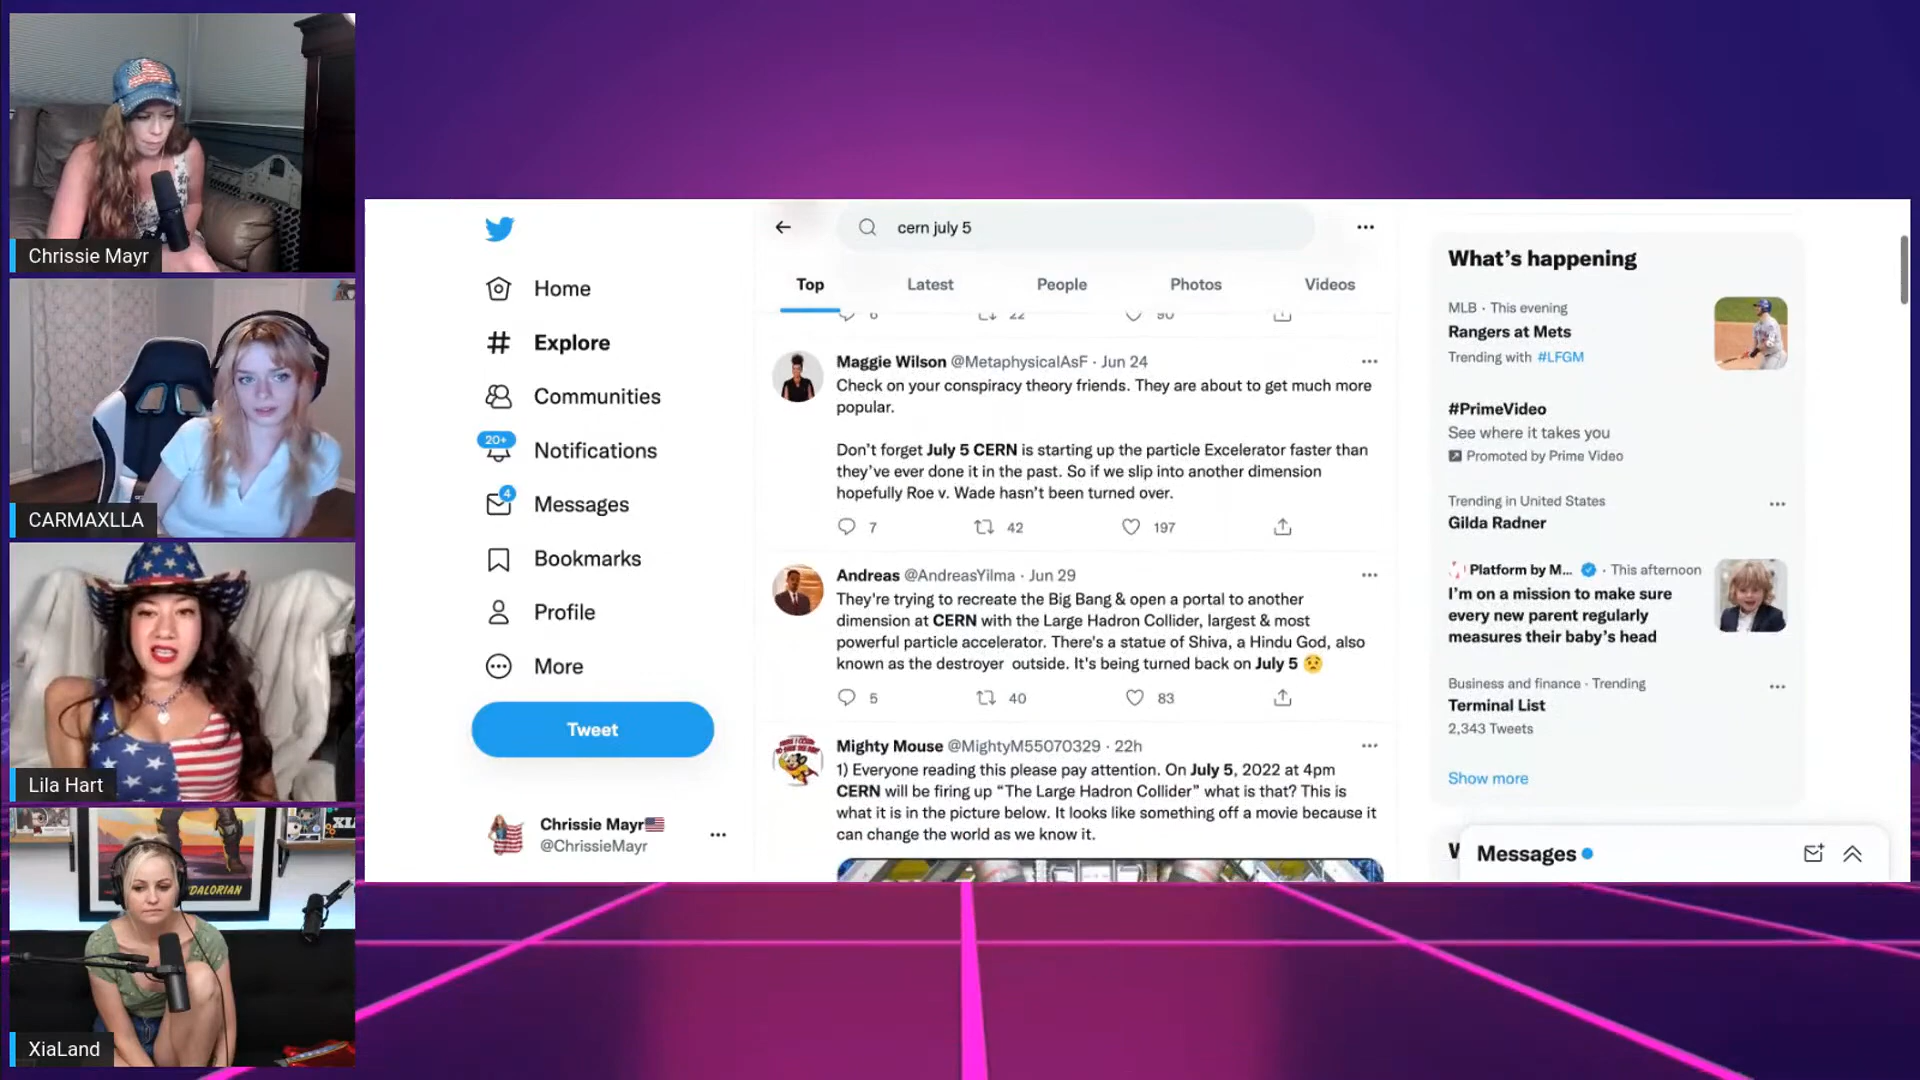 Chrissie Mayr
CARMAXLLA
Lila Hart
DALORIAN
XiaLand
Home
Explore
Communities
20+
Notifications
4
Messages
Bookmarks
Profile
More
Tweet
Chrissie Mayr
@ChrissieMayr
cern july 5
Top
Latest
People
Photos
Videos
6
22
90
Maggie Wilson @MetaphysicalAsF · Jun 24
Check on your conspiracy theory friends. They are about to get much more
popular.
Don't forget July 5 CERN is starting up the particle Excelerator faster than
they've ever done it in the past. So if we slip into another dimension
hopefully Roe v. Wade hasn't been turned over.
7
42
197
Andreas @AndreasYilma · Jun 29
They're trying to recreate the Big Bang & open a portal to another
dimension at CERN with the Large Hadron Collider, largest & most
powerful particle accelerator. There's a statue of Shiva, a Hindu God, also
known as the destroyer outside. It's being turned back on July 5 😟
5
40
83
Mighty Mouse @MightyM55070329 · 22h
1) Everyone reading this please pay attention. On July 5, 2022 at 4pm
CERN will be firing up “The Large Hadron Collider” what is that? This is
what it is in the picture below. It looks like something off a movie because it
can change the world as we know it.
What's happening
MLB · This evening
Rangers at Mets
Trending with #LFGM
#PrimeVideo
See where it takes you
Promoted by Prime Video
Trending in United States
Gilda Radner
Platform by M... · This afternoon
I'm on a mission to make sure
every new parent regularly
measures their baby's head
Business and finance · Trending
Terminal List
2,343 Tweets
Show more
Messages